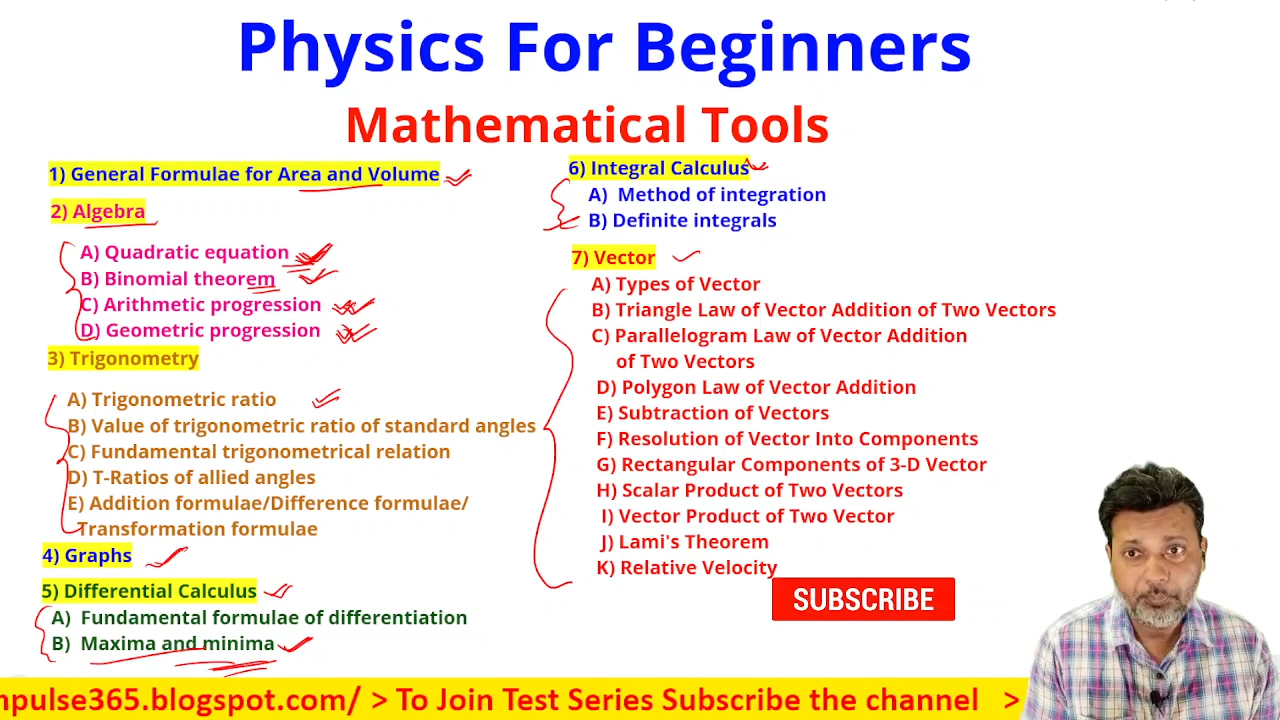 Physics For Beginners
Mathematical Tools
1) General Formulae for Area and Volume
2) Algebra
A) Quadratic equation
B) Binomial theorem
C) Arithmetic progression
D) Geometric progression
3) Trigonometry
A) Trigonometric ratio
B) Value of trigonometric ratio of standard angles
C) Fundamental trigonometrical relation
D) T-Ratios of allied angles
E) Addition formulae/Difference formulae/
Transformation formulae
4) Graphs
5) Differential Calculus
A) Fundamental formulae of differentiation
B) Maxima and minima
6) Integral Calculus
A) Method of integration
B) Definite integrals
7) Vector
A) Types of Vector
B) Triangle Law of Vector Addition of Two Vectors
C) Parallelogram Law of Vector Addition
of Two Vectors
D) Polygon Law of Vector Addition
E) Subtraction of Vectors
F) Resolution of Vector Into Components
G) Rectangular Components of 3-D Vector
H) Scalar Product of Two Vectors
I) Vector Product of Two Vector
J) Lami's Theorem
K) Relative Velocity
SUBSCRIBE
mpulse365.blogspot.com/ > To Join Test Series Subscribe the channel >